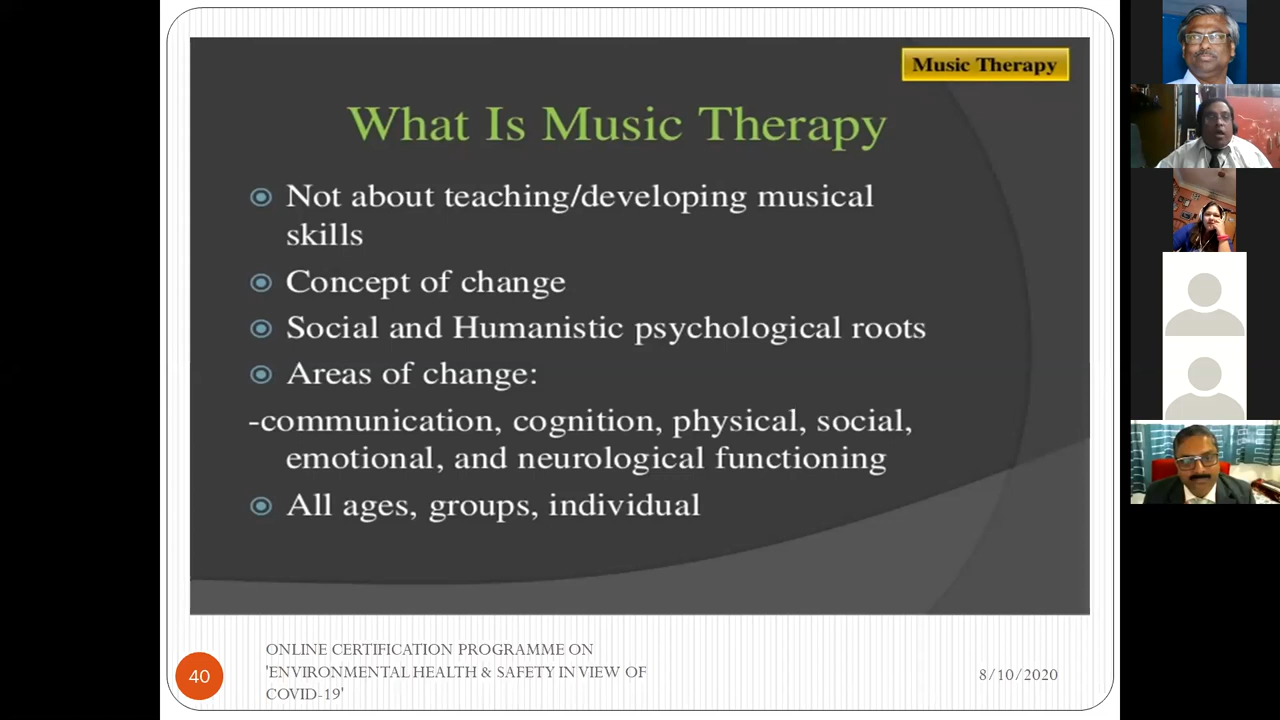 Music Therapy
What Is Music Therapy
Not about teaching/developing musical
skills
Concept of change
Social and Humanistic psychological roots
Areas of change:
-communication, cognition, physical, social,
emotional, and neurological functioning
All ages, groups, individual
40
ONLINE CERTIFICATION PROGRAMME ON
'ENVIRONMENTAL HEALTH & SAFETY IN VIEW OF
COVID-19'
8/10/2020